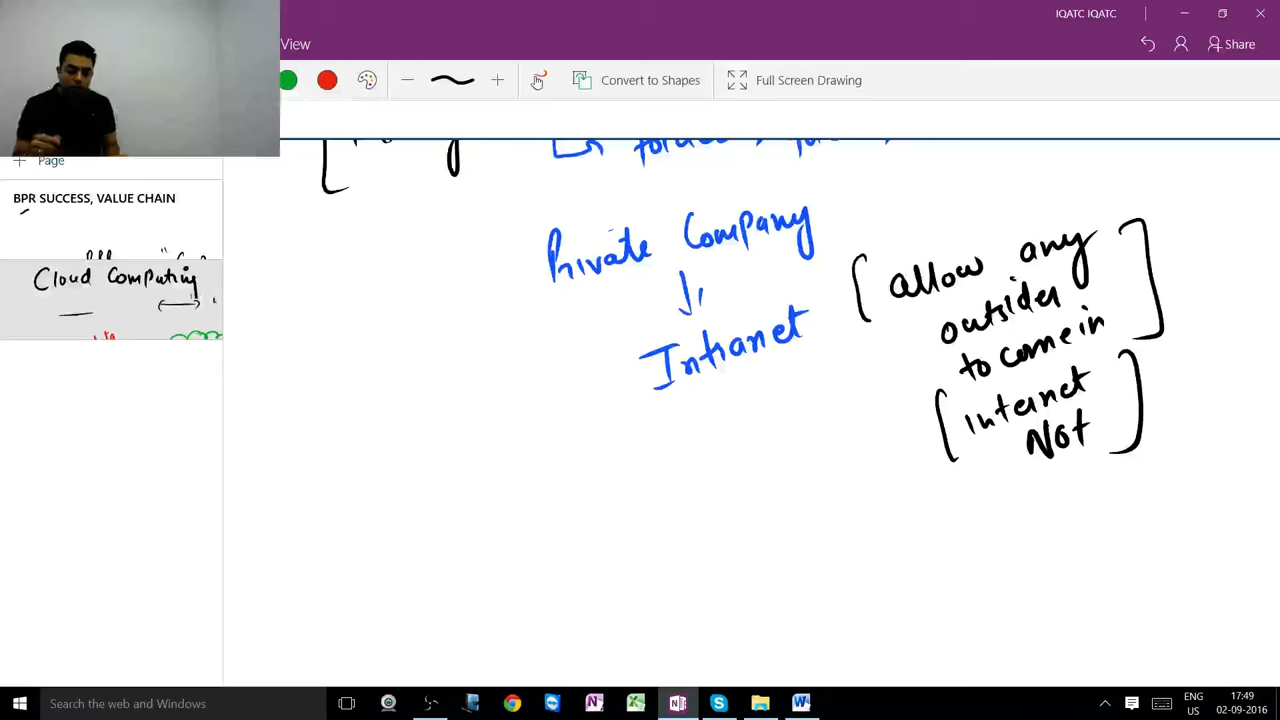 IQATC IQATC
View
Share
Convert to Shapes
Full Screen Drawing
Page
BPR SUCCESS, VALUE CHAIN
Cloud Computing
Private Company
Intranet
allow any
outsider
to come in
internet
Not
Search the web and Windows
ENG
US
17:49
02-09-2016